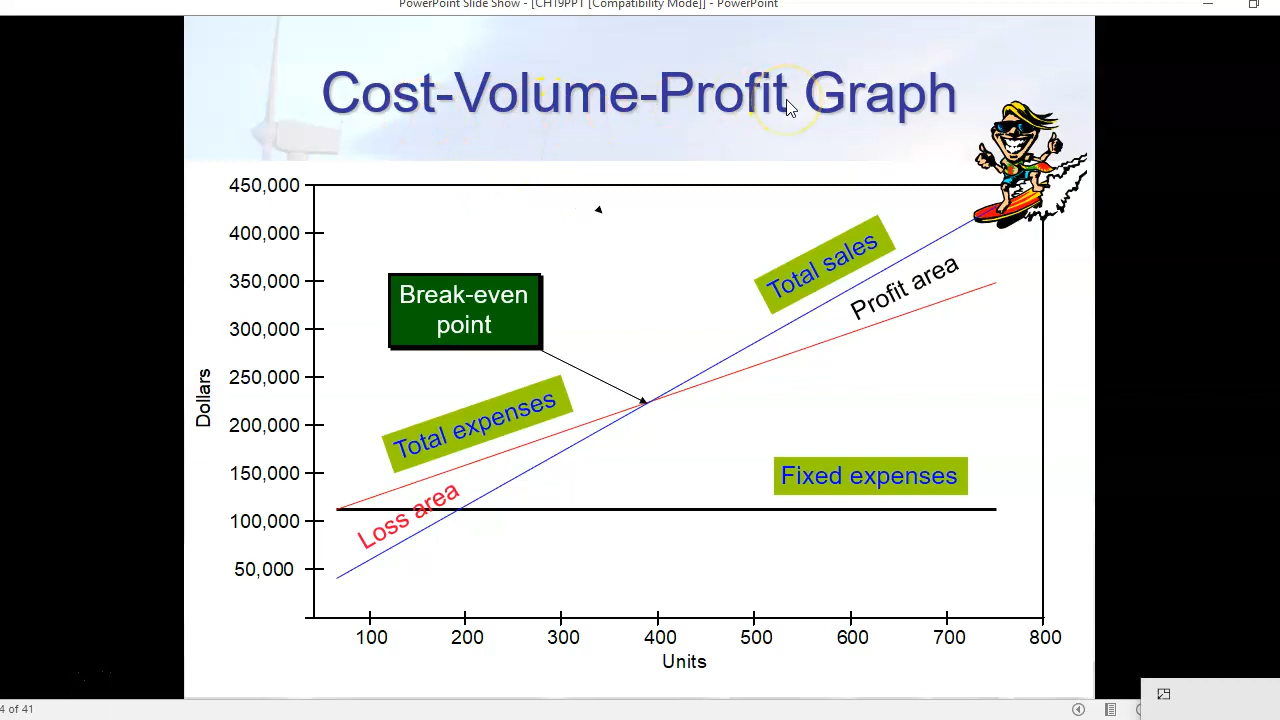 PowerPoint Slide Show - [CH19PPT [Compatibility Mode]] - PowerPoint
Cost-Volume-Profit Graph
450,000
400,000
350,000
300,000
250,000
200,000
150,000
100,000
50,000
Dollars
Break-even
point
Total sales
Profit area
Total expenses
Loss area
Fixed expenses
100 200 300 400 500 600 700 800
Units
4 of 41